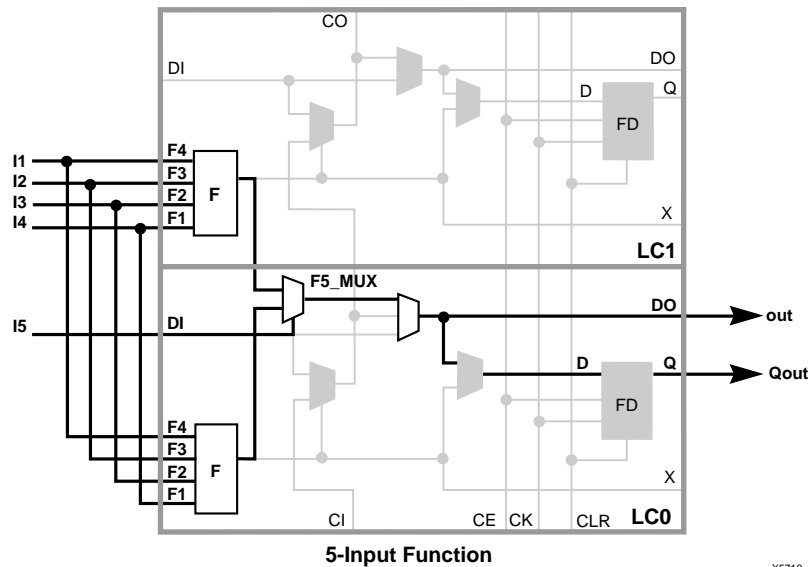 CO
DI
DO
D
Q
FD
I1
I2
I3
I4
F4
F3
F2
F1
F
X
LC1
F5_MUX
I5
DI
DO
out
D
Q
Qout
FD
F4
F3
F2
F1
F
X
CI
CE
CK
CLR
LC0
5-Input Function